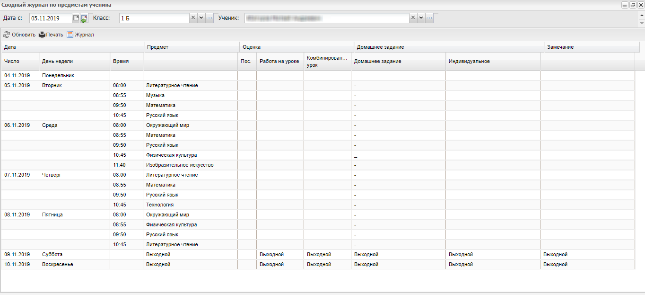 Сводный журнал по предметам ученика
Дата с: 05.11.2019 Класс: 1 Б Ученик:
Обновить Печать Журнал
Дата Предмет Оценка Домашнее задание Замечание
Число День недели Время Пос. Работа на уроке Комбинирован... урок Домашнее задание Индивидуальное
04.11.2019 Понедельник
05.11.2019 Вторник 08:00 Литературное чтение
08:55 Музыка -
09:50 Математика -
10:45 Русский язык -
06.11.2019 Среда 08:00 Окружающий мир -
08:55 Математика -
09:50 Русский язык -
10:45 Физическая культура -
11:40 Изобразительное искусство -
07.11.2019 Четверг 08:00 Литературное чтение -
08:55 Математика -
09:50 Русский язык -
10:45 Технология -
08.11.2019 Пятница 08:00 Окружающий мир -
08:55 Физическая культура -
09:50 Русский язык -
10:45 Литературное чтение -
09.11.2019 Суббота Выходной Выходной Выходной Выходной Выходной Выходной
10.11.2019 Воскресенье Выходной Выходной Выходной Выходной Выходной Выходной